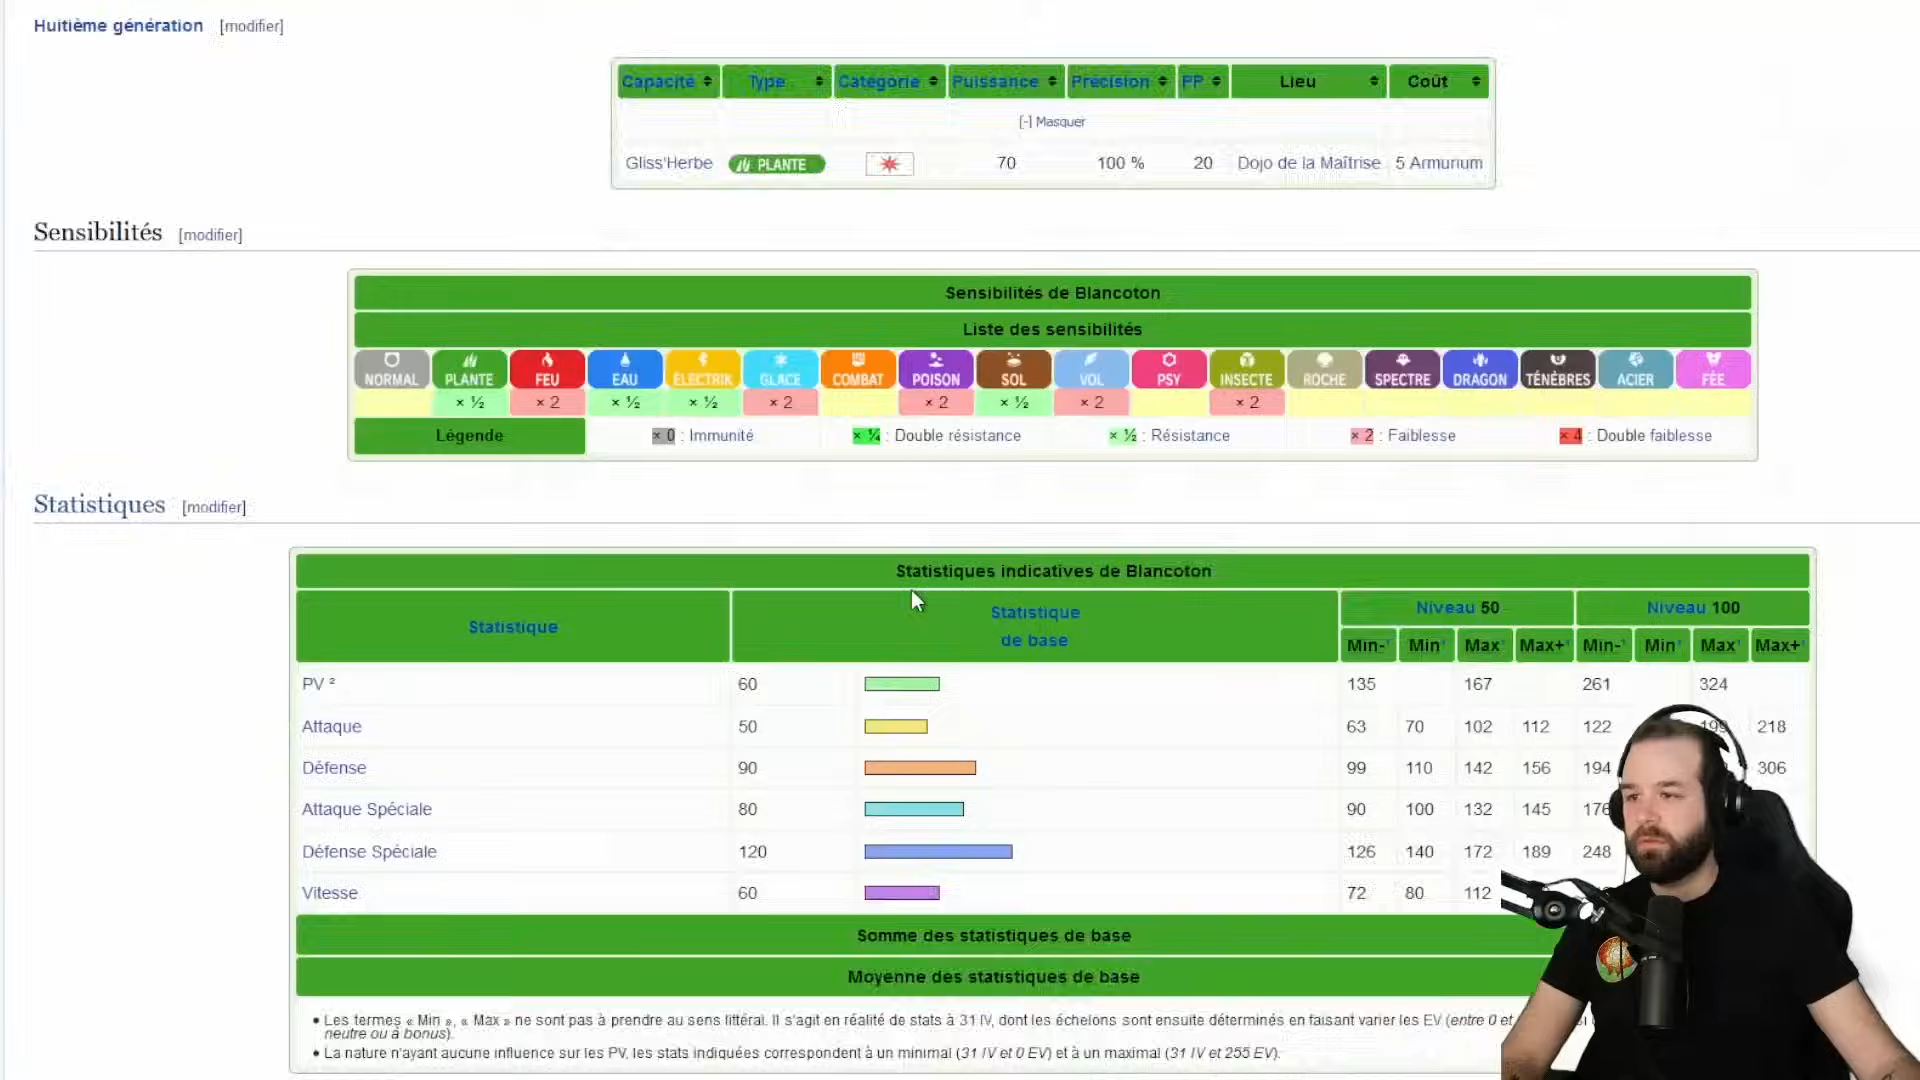 Huitième génération [modifier]
Capacité Type Catégorie Puissance Précision PP Lieu Coût
[-] Masquer
Gliss'Herbe PLANTE 70 100 % 20 Dojo de la Maîtrise 5 Armurium
Sensibilités [modifier]
Sensibilités de Blancoton
Liste des sensibilités
NORMAL PLANTE FEU EAU ÉLECTRIK GLACE COMBAT POISON SOL VOL PSY INSECTE ROCHE SPECTRE DRAGON TÉNÈBRES ACIER FÉE
× ½ × 2 × ½ × ½ × 2 × 2 × ½ × 2 × 2
Légende × 0 : Immunité × ¼ : Double résistance × ½ : Résistance × 2 : Faiblesse × 4 : Double faiblesse
Statistiques [modifier]
Statistiques indicatives de Blancoton
Statistique Statistique de base Niveau 50 Niveau 100
Min- Min Max Max+ Min- Min Max Max+
PV ² 60 135 167 261 324
Attaque 50 63 70 102 112 122 199 218
Défense 90 99 110 142 156 194 306
Attaque Spéciale 80 90 100 132 145 176
Défense Spéciale 120 126 140 172 189 248
Vitesse 60 72 80 112
Somme des statistiques de base
Moyenne des statistiques de base
• Les termes « Min », « Max » ne sont pas à prendre au sens littéral. Il s'agit en réalité de stats à 31 IV, dont les échelons sont ensuite déterminés en faisant varier les EV (entre 0 et
neutre ou à bonus).
• La nature n'ayant aucune influence sur les PV, les stats indiquées correspondent à un minimal (31 IV et 0 EV) et à un maximal (31 IV et 255 EV).